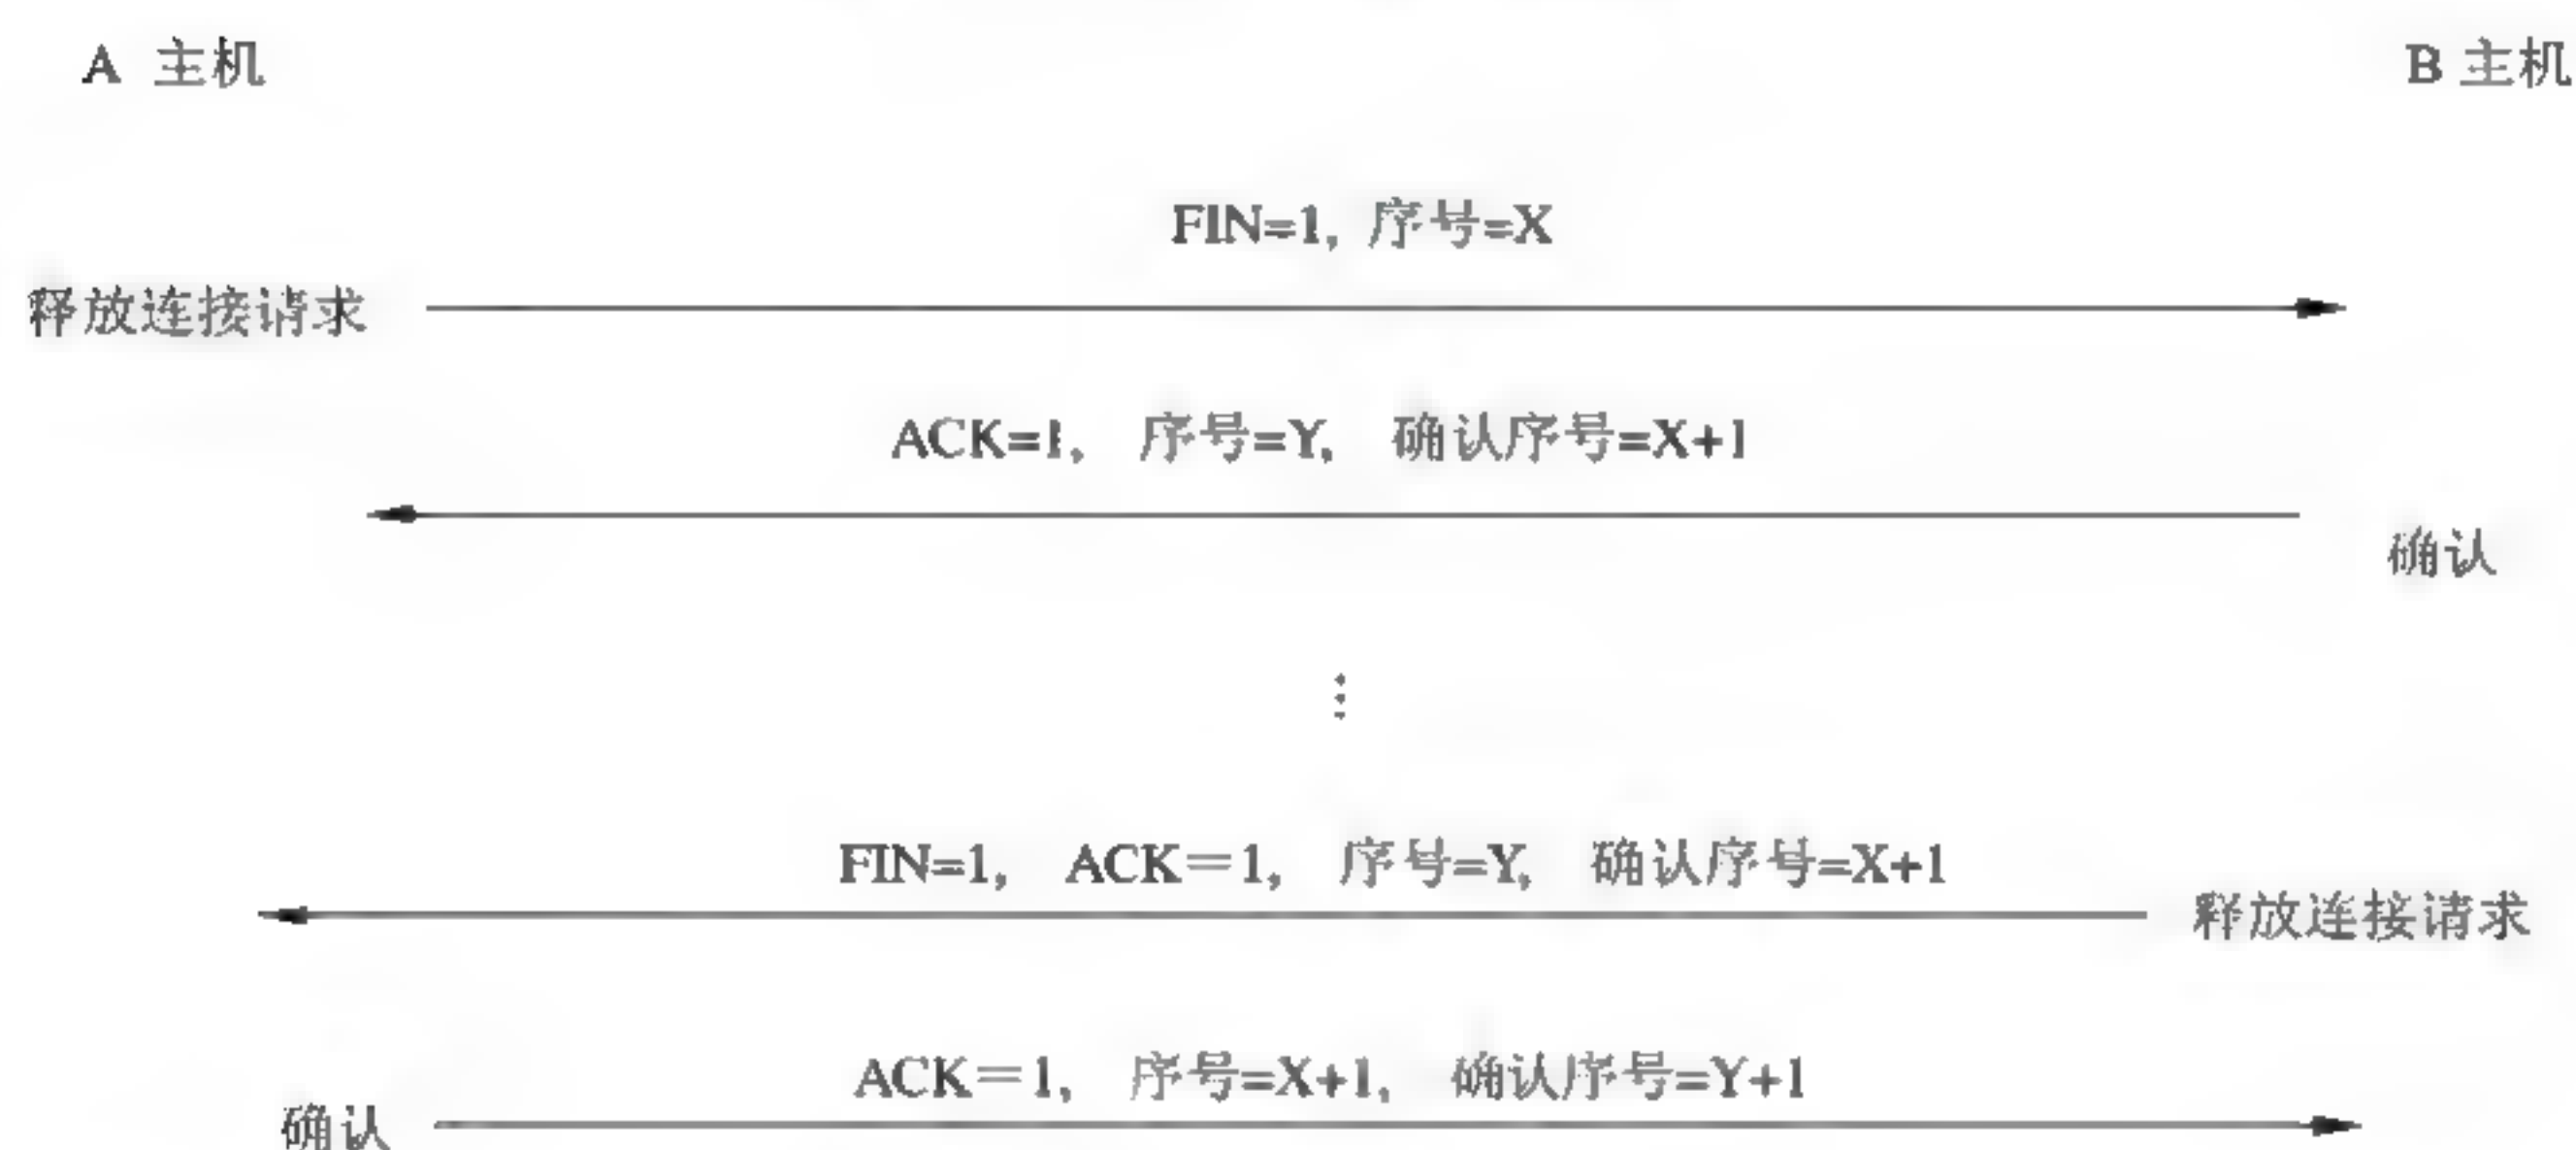 A 主机
B 主机
FIN=1, 序号=X
释放连接请求
ACK=1, 序号=Y, 确认序号=X+1
确认
⋮
FIN=1, ACK=1, 序号=Y, 确认序号=X+1
释放连接请求
ACK=1, 序号=X+1, 确认序号=Y+1
确认